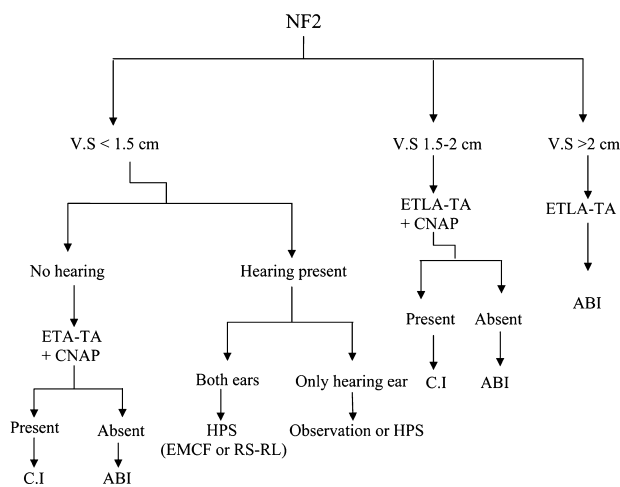 NF2
V.S < 1.5 cm
V.S 1.5-2 cm
V.S >2 cm
ETLA-TA
+ CNAP
ETLA-TA
No hearing
Hearing present
ABI
Present
Absent
ETA-TA
+ CNAP
Both ears
Only hearing ear
C.I
ABI
Present
Absent
HPS
(EMCF or RS-RL)
Observation or HPS
C.I
ABI